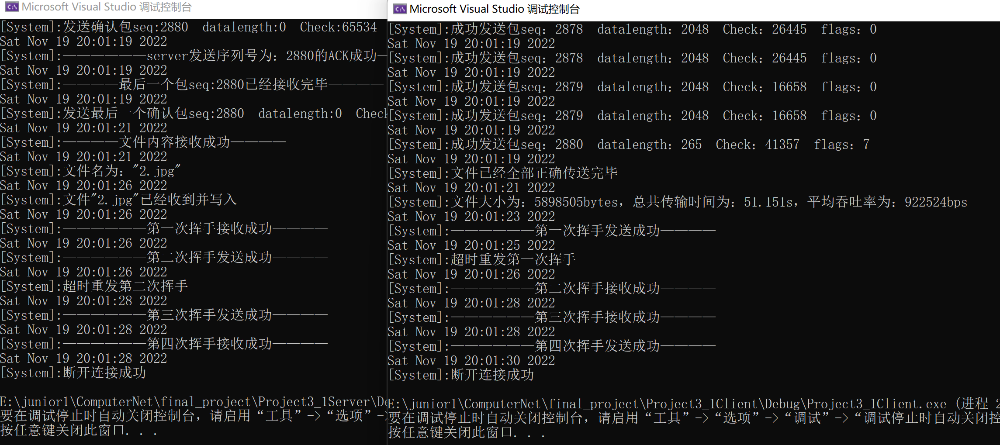 Microsoft Visual Studio 调试控制台
[System]:发送确认包seq:2880  datalength:0  Check:65534
Sat Nov 19 20:01:19 2022
[System]:——————server发送序列号为：2880的ACK成功—
Sat Nov 19 20:01:19 2022
[System]:————最后一个包seq:2880已经接收完毕————
Sat Nov 19 20:01:19 2022
[System]:发送最后一个确认包seq:2880  datalength:0  Check
Sat Nov 19 20:01:21 2022
[System]:————文件内容接收成功————
Sat Nov 19 20:01:21 2022
[System]:文件名为："2.jpg"
Sat Nov 19 20:01:26 2022
[System]:文件"2.jpg"已经收到并写入
Sat Nov 19 20:01:26 2022
[System]:——————第一次挥手接收成功————
Sat Nov 19 20:01:26 2022
[System]:——————第二次挥手发送成功————
Sat Nov 19 20:01:26 2022
[System]:超时重发第二次挥手
Sat Nov 19 20:01:28 2022
[System]:——————第三次挥手发送成功————
Sat Nov 19 20:01:28 2022
[System]:——————第四次挥手接收成功————
Sat Nov 19 20:01:28 2022
[System]:断开连接成功
E:\junior1\ComputerNet\final_project\Project3_1Server\De
要在调试停止时自动关闭控制台，请启用“工具”->“选项”->
按任意键关闭此窗口. . .
Microsoft Visual Studio 调试控制台
[System]:成功发送包seq：2878  datalength：2048  Check：26445  flags：0
Sat Nov 19 20:01:19 2022
[System]:成功发送包seq：2878  datalength：2048  Check：26445  flags：0
Sat Nov 19 20:01:19 2022
[System]:成功发送包seq：2879  datalength：2048  Check：16658  flags：0
Sat Nov 19 20:01:19 2022
[System]:成功发送包seq：2879  datalength：2048  Check：16658  flags：0
Sat Nov 19 20:01:19 2022
[System]:成功发送包seq：2880  datalength：265  Check：41357  flags：7
Sat Nov 19 20:01:19 2022
[System]:文件已经全部正确传送完毕
Sat Nov 19 20:01:21 2022
[System]:文件大小为：5898505bytes，总共传输时间为：51.151s，平均吞吐率为：922524bps
Sat Nov 19 20:01:23 2022
[System]:——————第一次挥手发送成功————
Sat Nov 19 20:01:25 2022
[System]:超时重发第一次挥手
Sat Nov 19 20:01:26 2022
[System]:——————第二次挥手接收成功————
Sat Nov 19 20:01:28 2022
[System]:——————第三次挥手接收成功————
Sat Nov 19 20:01:28 2022
[System]:——————第四次挥手发送成功————
Sat Nov 19 20:01:30 2022
[System]:断开连接成功
E:\junior1\ComputerNet\final_project\Project3_1Client\Debug\Project3_1Client.exe (进程 2
要在调试停止时自动关闭控制台，请启用“工具”->“选项”->“调试”->“调试停止时自动关闭控
按任意键关闭此窗口. . .